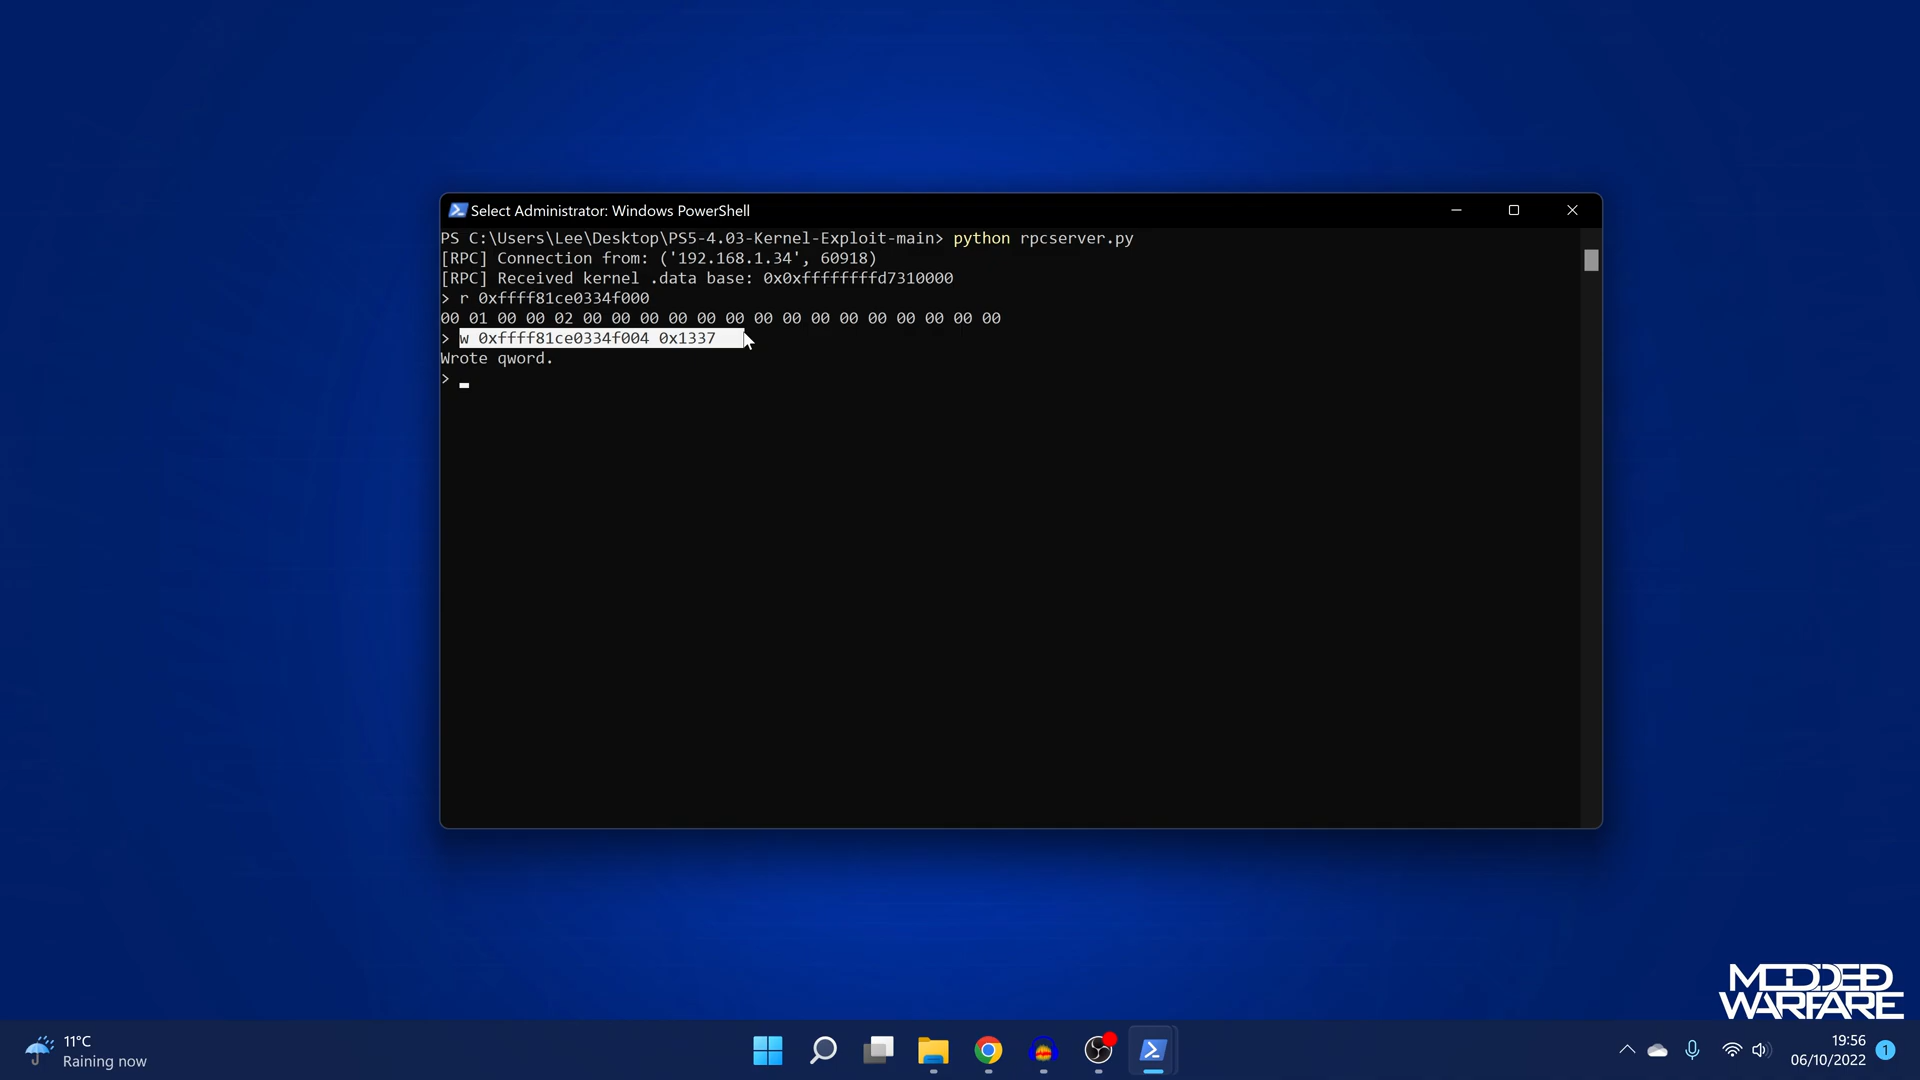 Select Administrator: Windows PowerShell
PS C:\Users\Lee\Desktop\PS5-4.03-Kernel-Exploit-main> python rpcserver.py
[RPC] Connection from: ('192.168.1.34', 60918)
[RPC] Received kernel .data base: 0x0xffffffffd7310000
> r 0xffff81ce0334f000
00 01 00 00 02 00 00 00 00 00 00 00 00 00 00 00 00 00 00 00
> w 0xffff81ce0334f004 0x1337
Wrote qword.
> _
MODDED
WARFARE
11°C
Raining now
19:56
06/10/2022
1